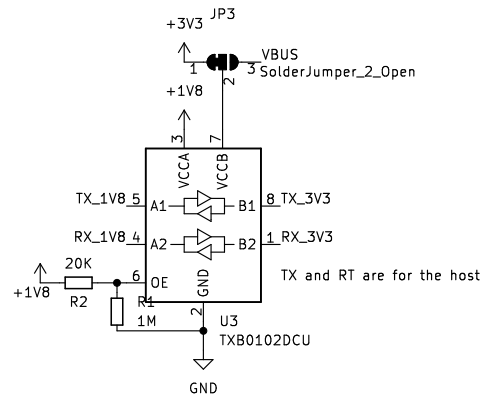 JP3
+3V3
1
2
3
VBUS
SolderJumper_2_Open
+1V8
3
7
VCCA
VCCB
TX_1V8
5
A1
B1
8
TX_3V3
RX_1V8
4
A2
B2
1
RX_3V3
20K
6
OE
GND
TX and RT are for the host
+1V8
R2
R1
1M
2
U3
TXB0102DCU
GND